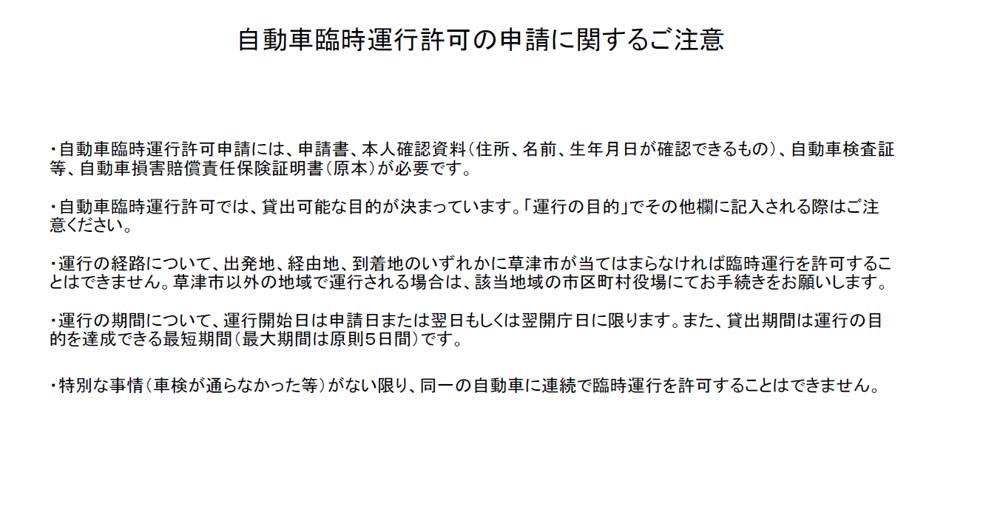 自動車臨時運行許可の申請に関するご注意
・自動車臨時運行許可申請には、申請書、本人確認資料（住所、名前、生年月日が確認できるもの）、自動車検査証
等、自動車損害賠償責任保険証明書（原本）が必要です。
・自動車臨時運行許可では、貸出可能な目的が決まっています。「運行の目的」でその他欄に記入される際はご注
意ください。
・運行の経路について、出発地、経由地、到着地のいずれかに草津市が当てはまらなければ臨時運行を許可するこ
とはできません。草津市以外の地域で運行される場合は、該当地域の市区町村役場にてお手続きをお願いします。
・運行の期間について、運行開始日は申請日または翌日もしくは翌開庁日に限ります。また、貸出期間は運行の目
的を達成できる最短期間（最大期間は原則５日間）です。
・特別な事情（車検が通らなかった等）がない限り、同一の自動車に連続で臨時運行を許可することはできません。